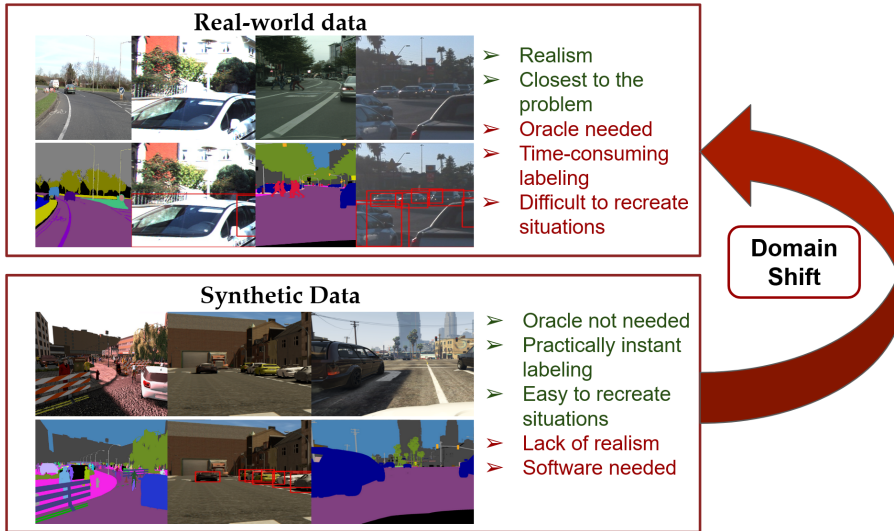 Real-world data
➢ Realism
➢ Closest to the
problem
➢ Oracle needed
➢ Time-consuming
labeling
➢ Difficult to recreate
situations
Domain
Shift
Synthetic Data
➢ Oracle not needed
➢ Practically instant
labeling
➢ Easy to recreate
situations
➢ Lack of realism
➢ Software needed